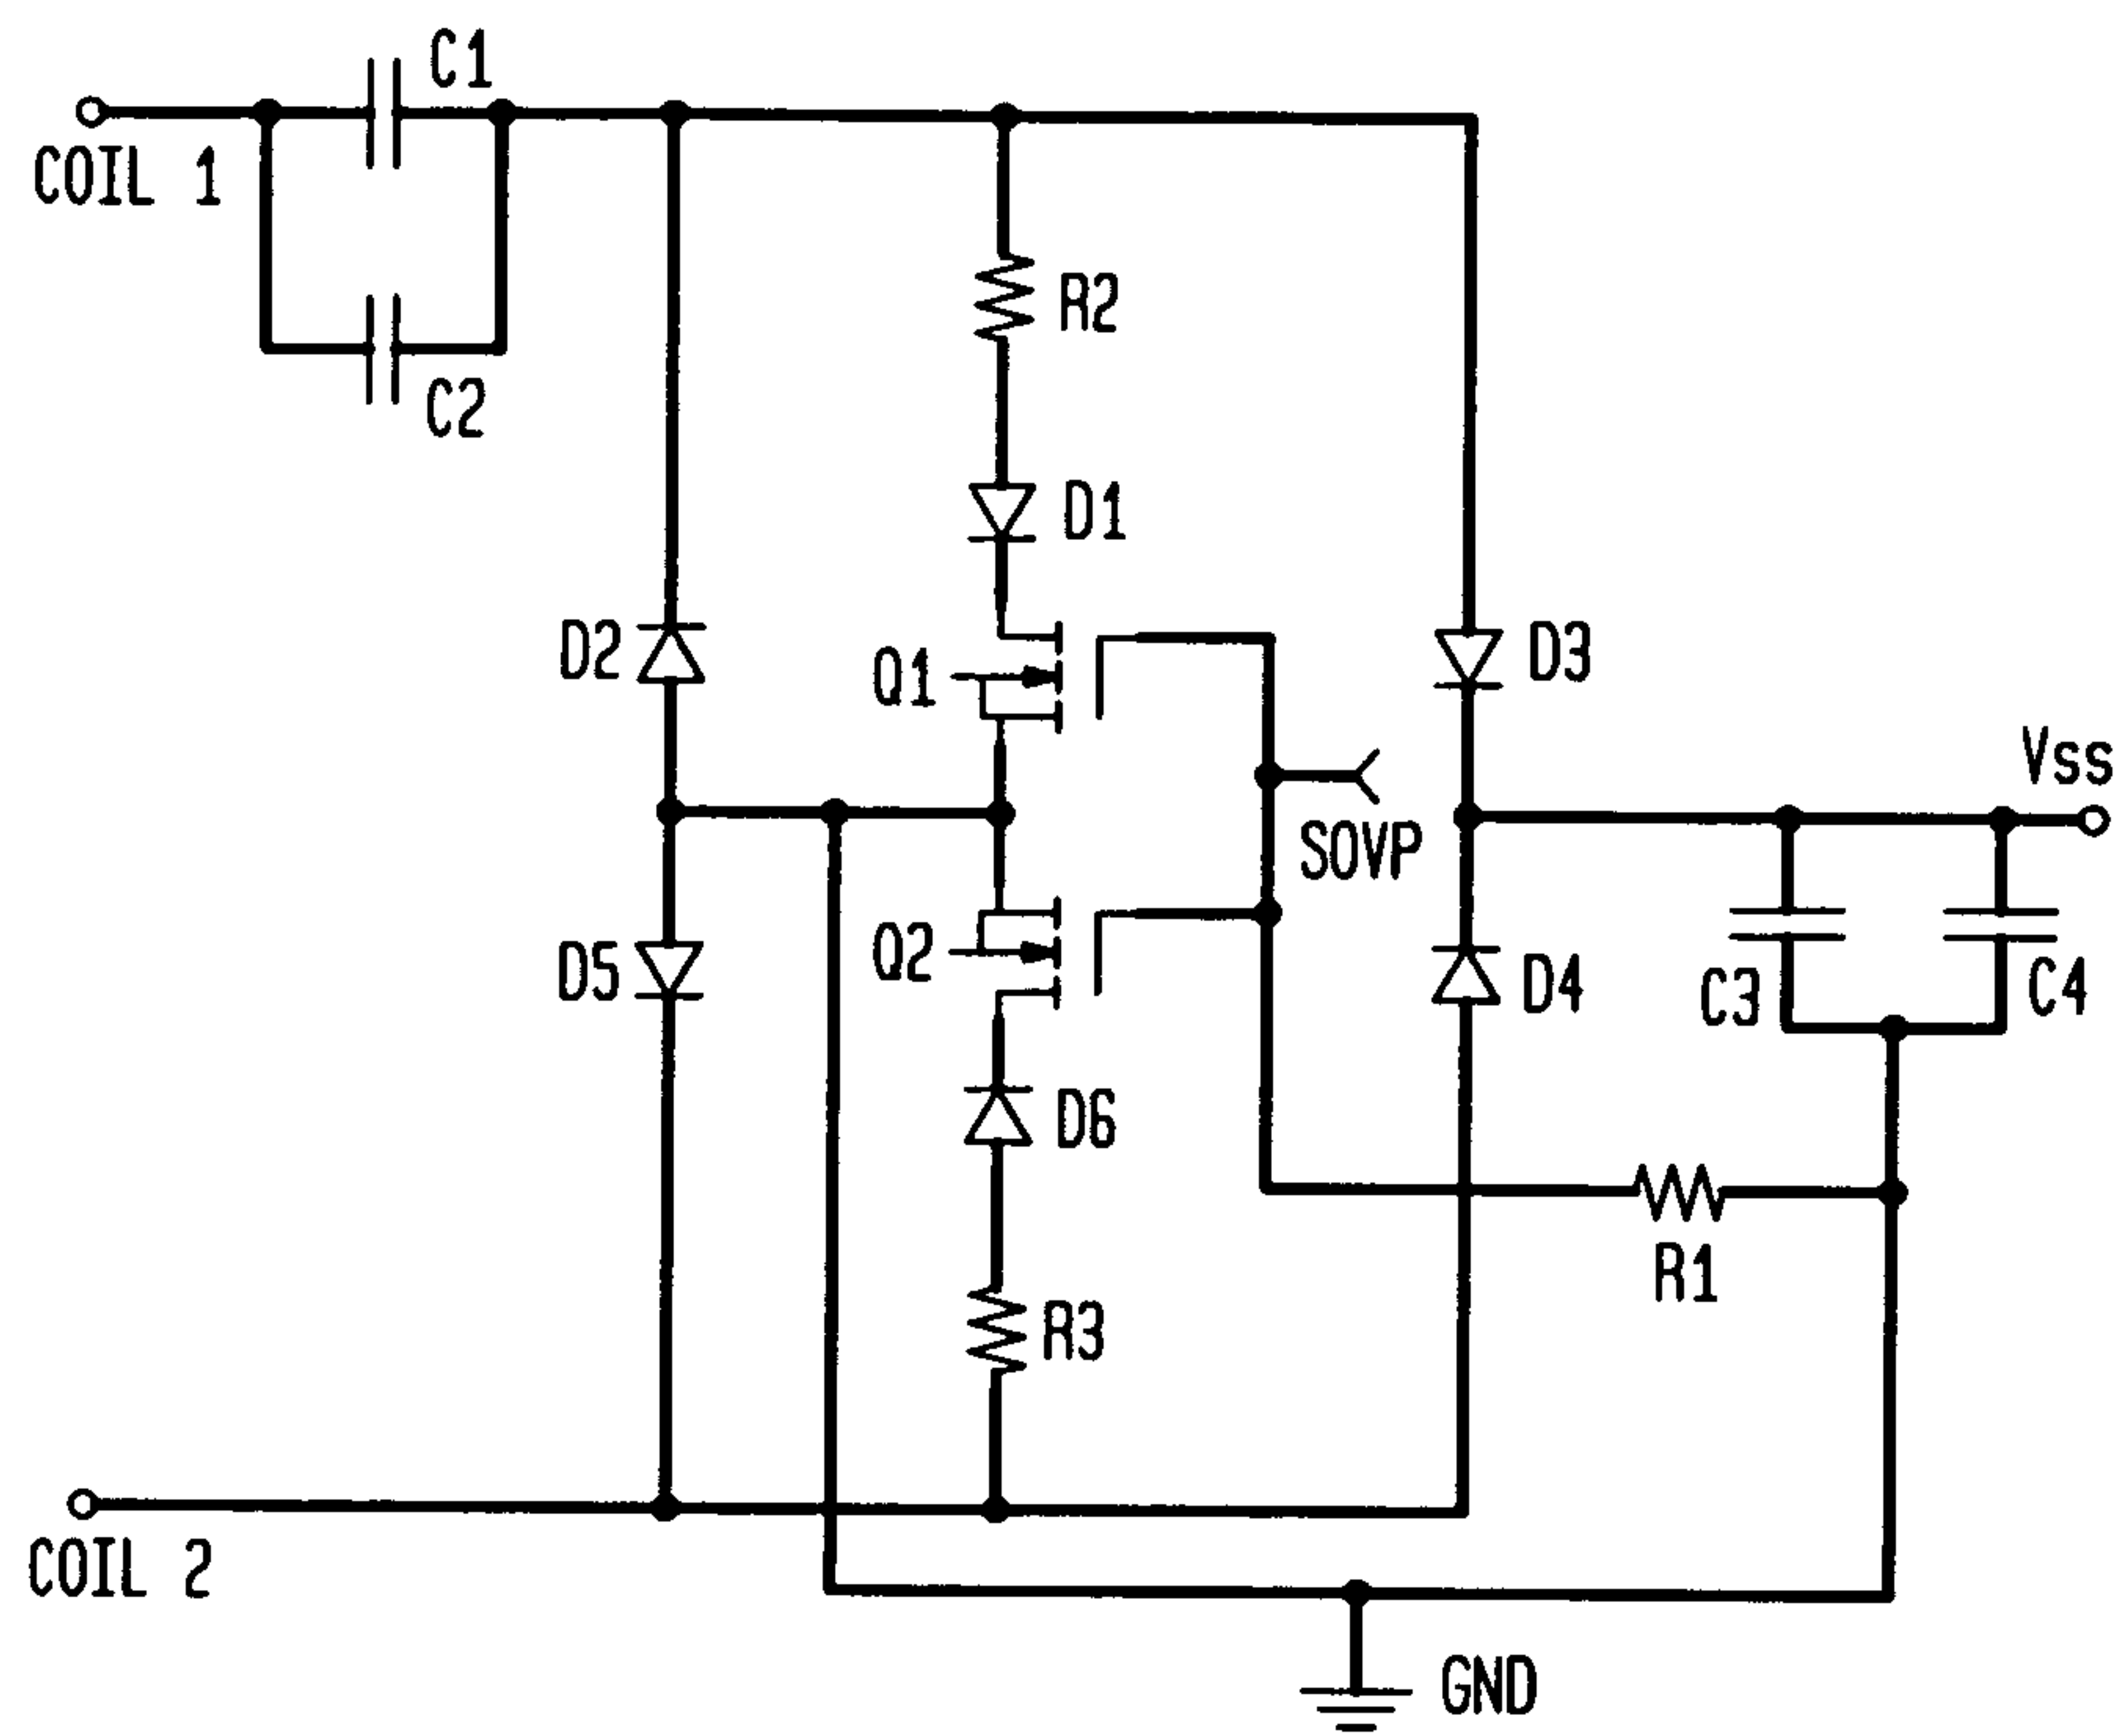 C1
COIL 1
C2
R2
D1
D2
Q1
D3
Vss
SOVP
D5
Q2
D4
C3
C4
D6
R1
R3
COIL 2
GND